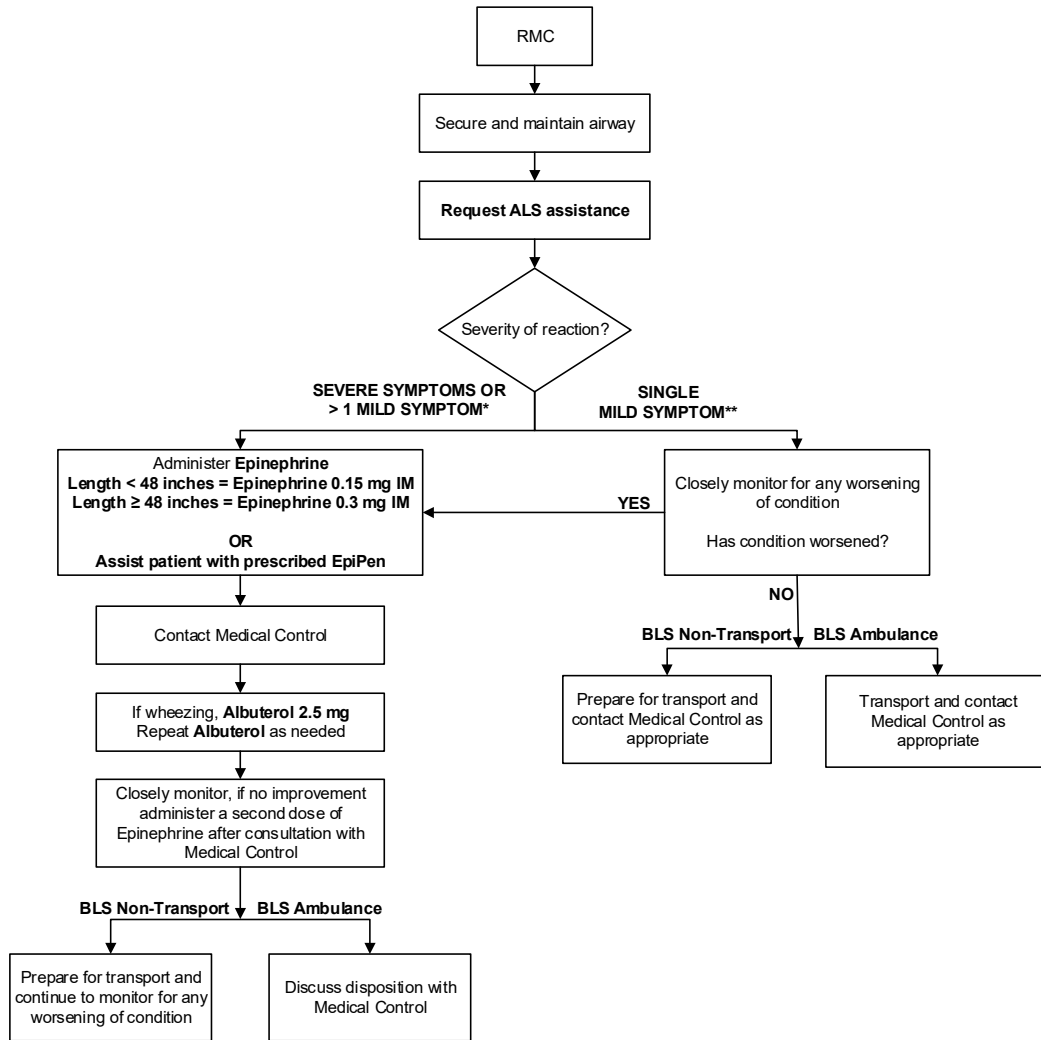 RMC
Secure and maintain airway
Request ALS assistance
Severity of reaction?
SEVERE SYMPTOMS OR
> 1 MILD SYMPTOM*
SINGLE
MILD SYMPTOM**
Administer Epinephrine
Length < 48 inches = Epinephrine 0.15 mg IM
Length ≥ 48 inches = Epinephrine 0.3 mg IM
OR
Assist patient with prescribed EpiPen
YES
Closely monitor for any worsening
of condition
Has condition worsened?
NO
Contact Medical Control
BLS Non-Transport
BLS Ambulance
Prepare for transport and
contact Medical Control as
appropriate
Transport and contact
Medical Control as
appropriate
If wheezing, Albuterol 2.5 mg
Repeat Albuterol as needed
Closely monitor, if no improvement
administer a second dose of
Epinephrine after consultation with
Medical Control
BLS Non-Transport
BLS Ambulance
Prepare for transport and
continue to monitor for any
worsening of condition
Discuss disposition with
Medical Control